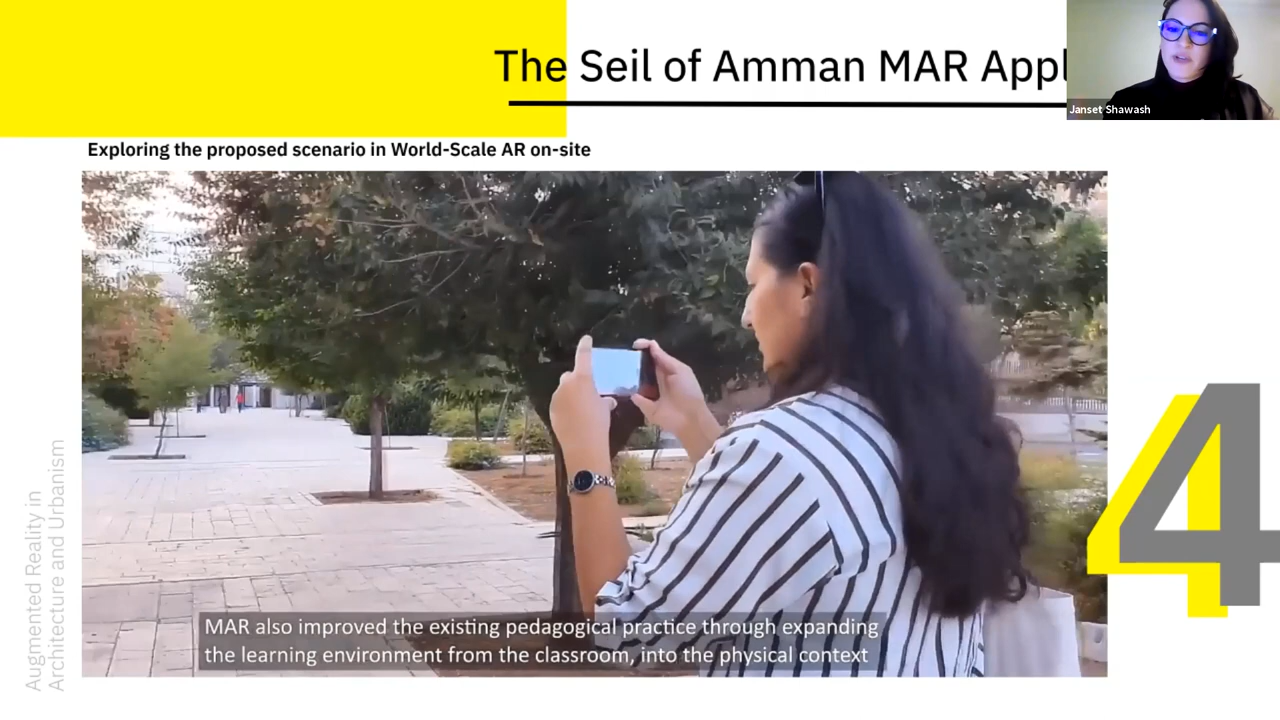 The Seil of Amman MAR Appl
Janset Shawash
Exploring the proposed scenario in World-Scale AR on-site
MAR also improved the existing pedagogical practice through expanding
the learning environment from the classroom, into the physical context
Augmented Reality in
Architecture and Urbanism
4